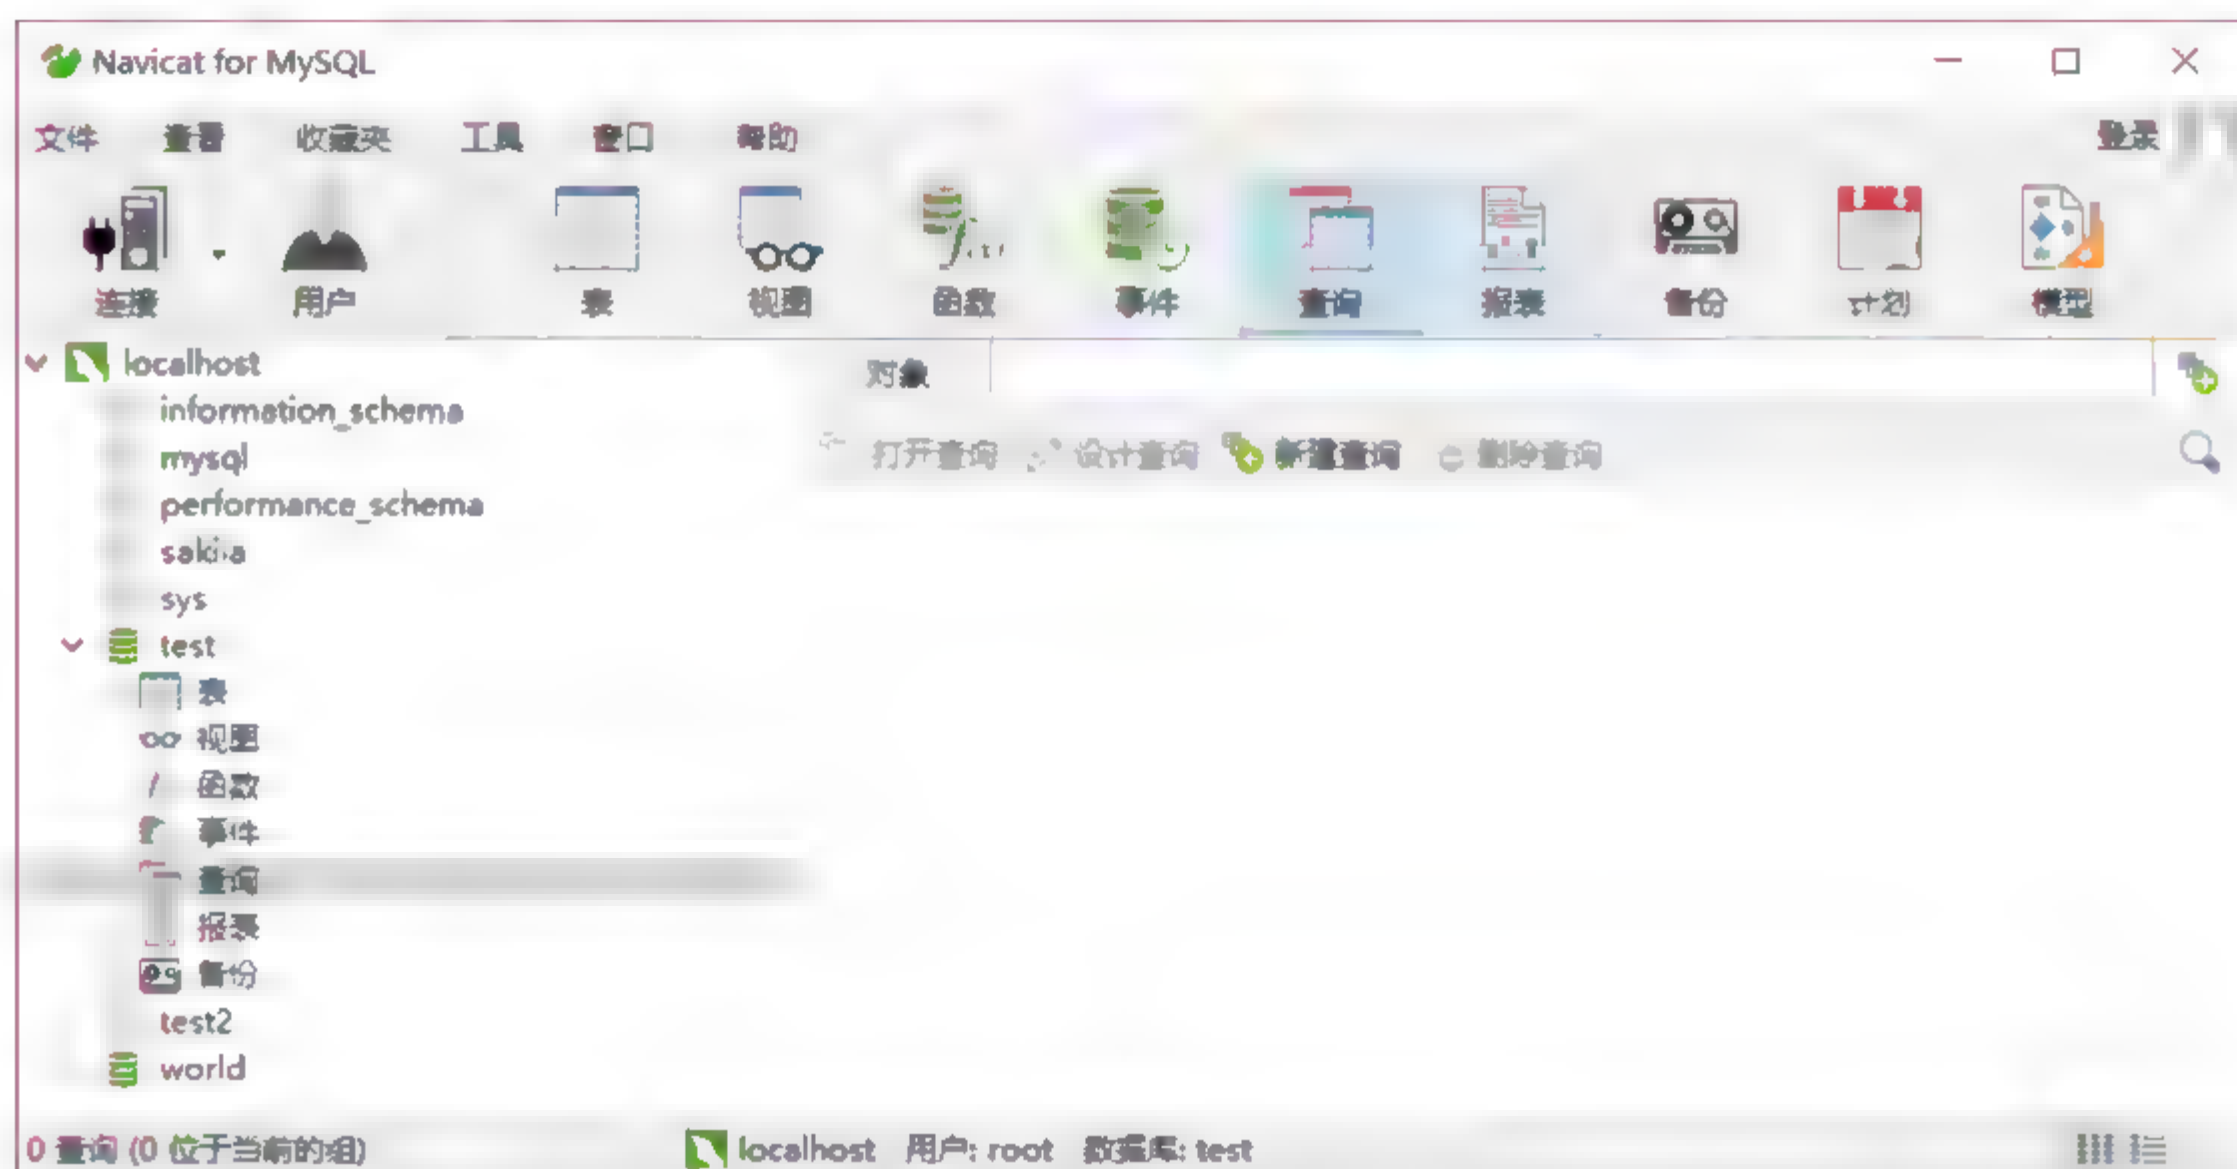 Navicat for MySQL
文件 查看 收藏夹 工具 窗口 帮助 登录
连接 用户 表 视图 函数 事件 查询 报表 备份 计划 模型
localhost
对象
information_schema
打开查询 设计查询 新建查询 删除查询
mysql
performance_schema
sakila
sys
test
表
视图
函数
事件
查询
报表
备份
test2
world
0 查询 (0 位于当前的组) localhost 用户: root 数据库: test